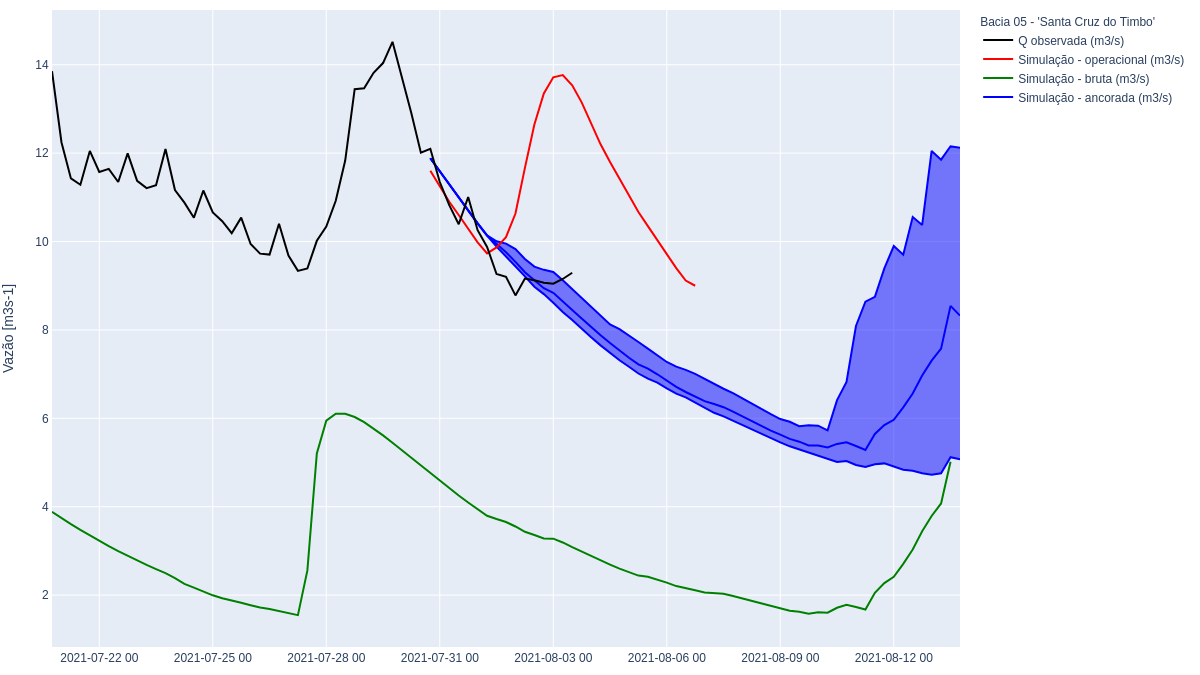 Bacia 05 - 'Santa Cruz do Timbo'
Q observada (m3/s)
Simulação - operacional (m3/s)
Simulação - bruta (m3/s)
Simulação - ancorada (m3/s)
Vazão [m3s-1]
14
12
10
8
6
4
2
2021-07-22 00
2021-07-25 00
2021-07-28 00
2021-07-31 00
2021-08-03 00
2021-08-06 00
2021-08-09 00
2021-08-12 00